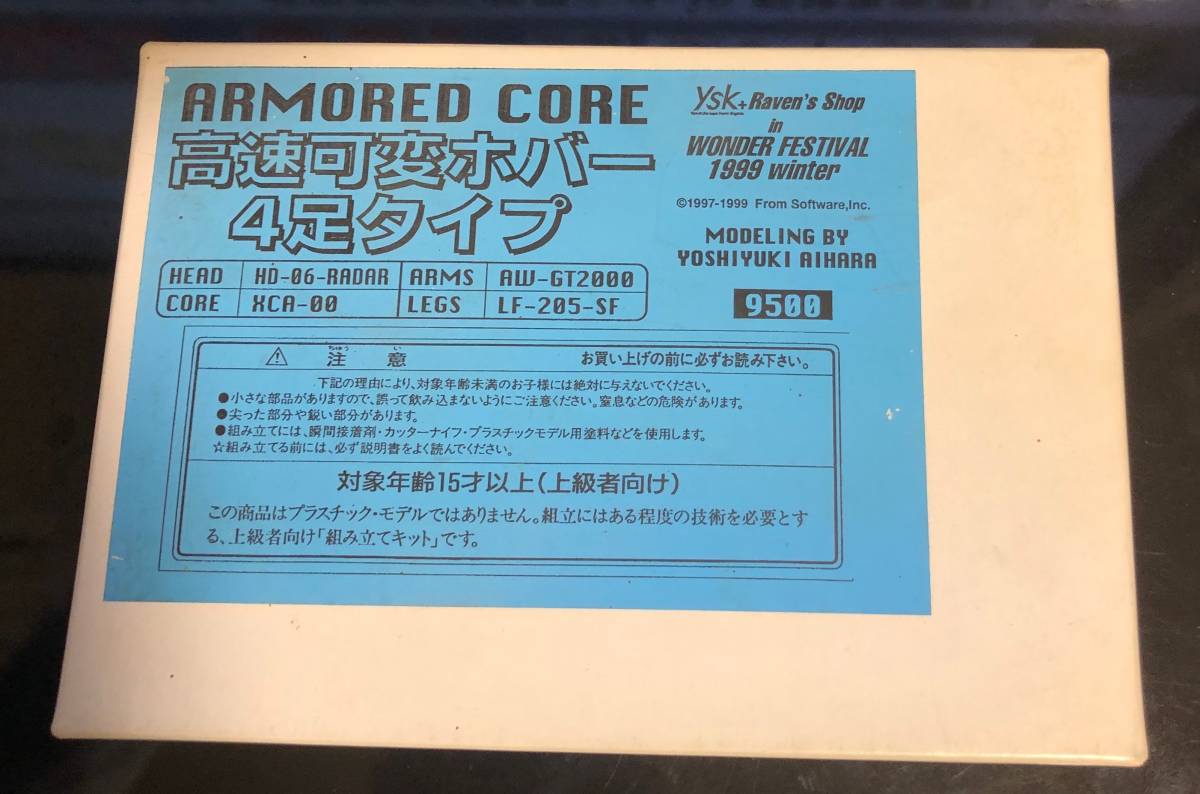 ARMORED CORE
高速可変ホバー
4足タイプ
HEAD HD-06-RADAR ARMS AW-GT2000
CORE XCA-00 LEGS LF-205-SF
Ysk+Raven's Shop
in
WONDER FESTIVAL
1999 winter
©1997-1999 From Software,Inc.
MODELING BY
YOSHIYUKI AIHARA
9500
ちゅう い
⚠ 注意 お買い上げの前に必ずお読み下さい。
下記の理由により、対象年齢未満のお子様には絶対に与えないでください。
●小さな部品がありますので、誤って飲み込まないようにご注意ください。窒息などの危険があります。
●尖った部分や鋭い部分があります。
●組み立てには、瞬間接着剤・カッターナイフ・プラスチックモデル用塗料などを使用します。
☆組み立てる前には、必ず説明書をよく読んでください。
対象年齢15才以上(上級者向け)
この商品はプラスチック・モデルではありません。組立にはある程度の技術を必要とす
る、上級者向け「組み立てキット」です。